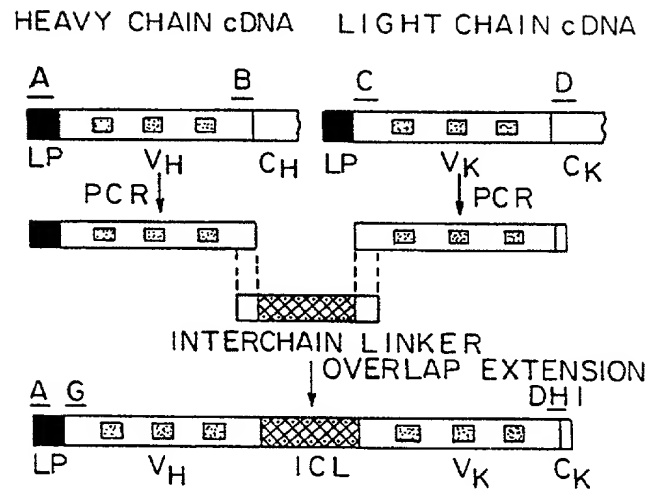 HEAVY CHAIN cDNA LIGHT CHAIN cDNA
A B C D
LP VH CH LP VK CK
PCR PCR
INTERCHAIN LINKER
OVERLAP EXTENSION
A G DHI
LP VH ICL VK CK